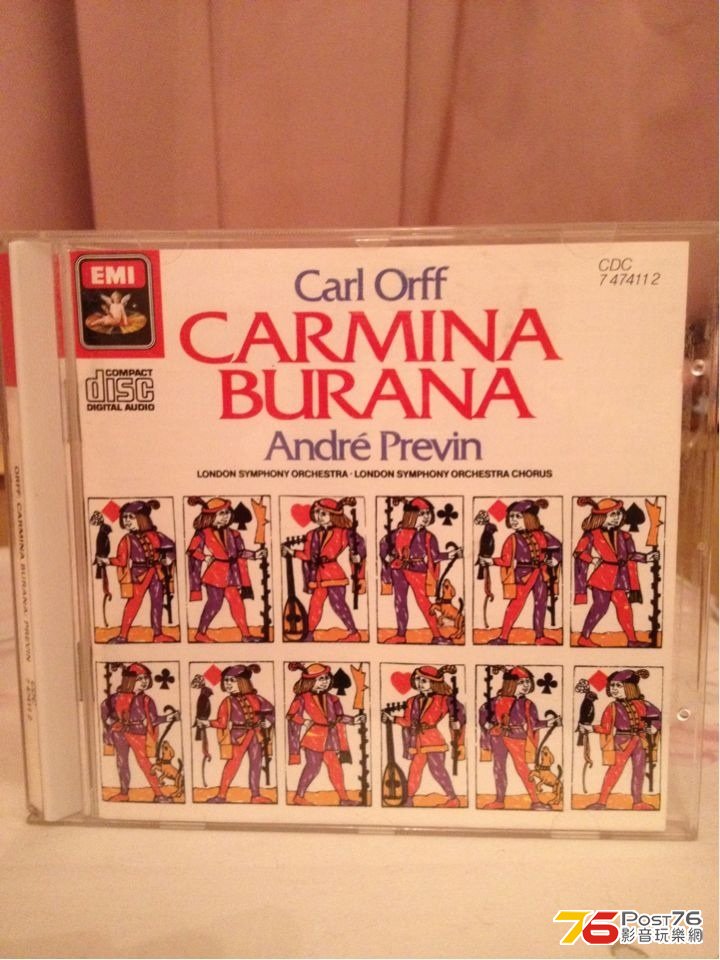 EMI
Carl Orff
CDC
7 47411 2
CARMINA
BURANA
COMPACT
disc
DIGITAL AUDIO
André Previn
LONDON SYMPHONY ORCHESTRA · LONDON SYMPHONY ORCHESTRA CHORUS
ORFF: CARMINA BURANA PREVIN
76 POST76
影音玩樂網